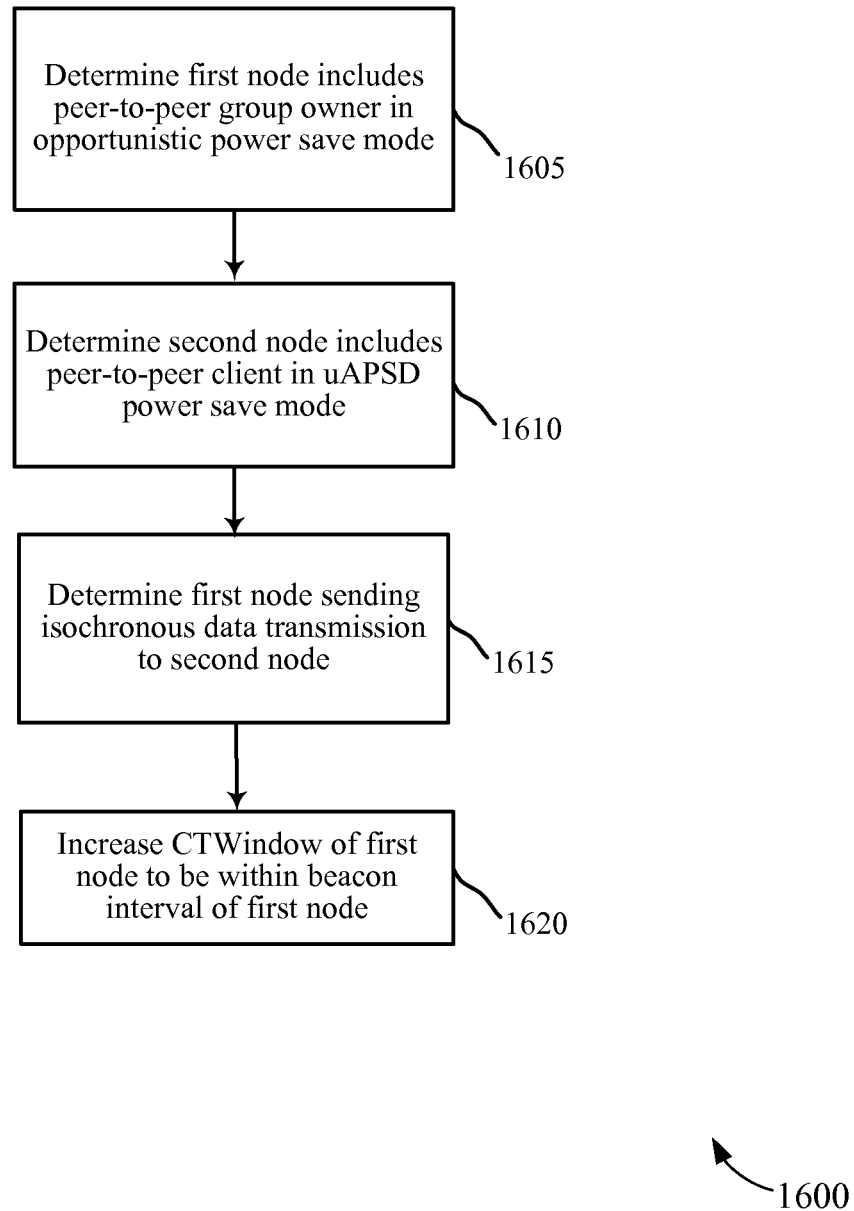 Determine first node includes
peer-to-peer group owner in
opportunistic power save mode
1605
Determine second node includes
peer-to-peer client in uAPSD
power save mode
1610
Determine first node sending
isochronous data transmission
to second node
1615
Increase CTWindow of first
node to be within beacon
interval of first node
1620
1600